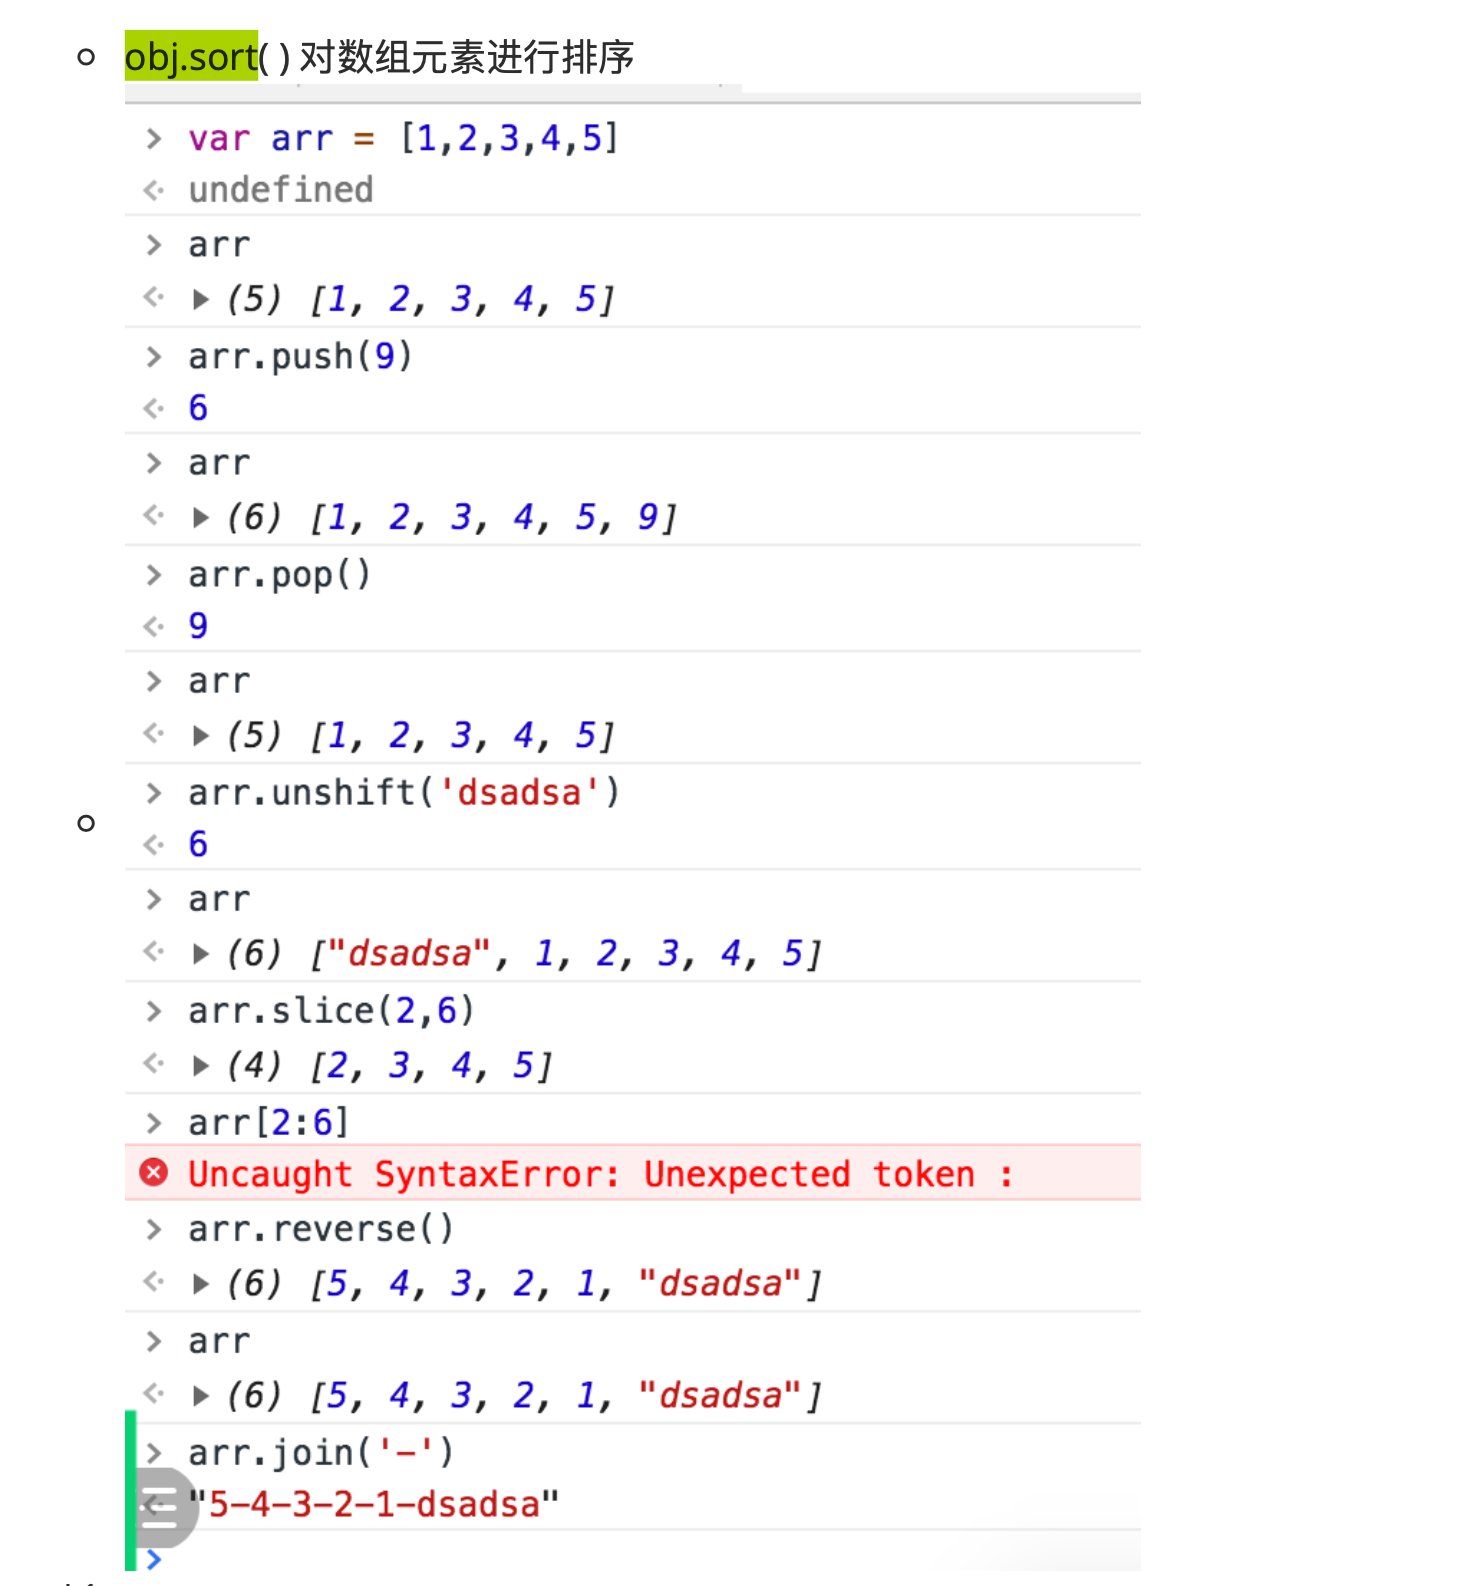 obj.sort( ) 对数组元素进行排序
> var arr = [1,2,3,4,5]
undefined
> arr
(5) [1, 2, 3, 4, 5]
> arr.push(9)
6
> arr
(6) [1, 2, 3, 4, 5, 9]
> arr.pop()
9
> arr
(5) [1, 2, 3, 4, 5]
> arr.unshift('dsadsa')
6
> arr
(6) ["dsadsa", 1, 2, 3, 4, 5]
> arr.slice(2,6)
(4) [2, 3, 4, 5]
> arr[2:6]
Uncaught SyntaxError: Unexpected token :
> arr.reverse()
(6) [5, 4, 3, 2, 1, "dsadsa"]
> arr
(6) [5, 4, 3, 2, 1, "dsadsa"]
> arr.join('-')
"5-4-3-2-1-dsadsa"
>